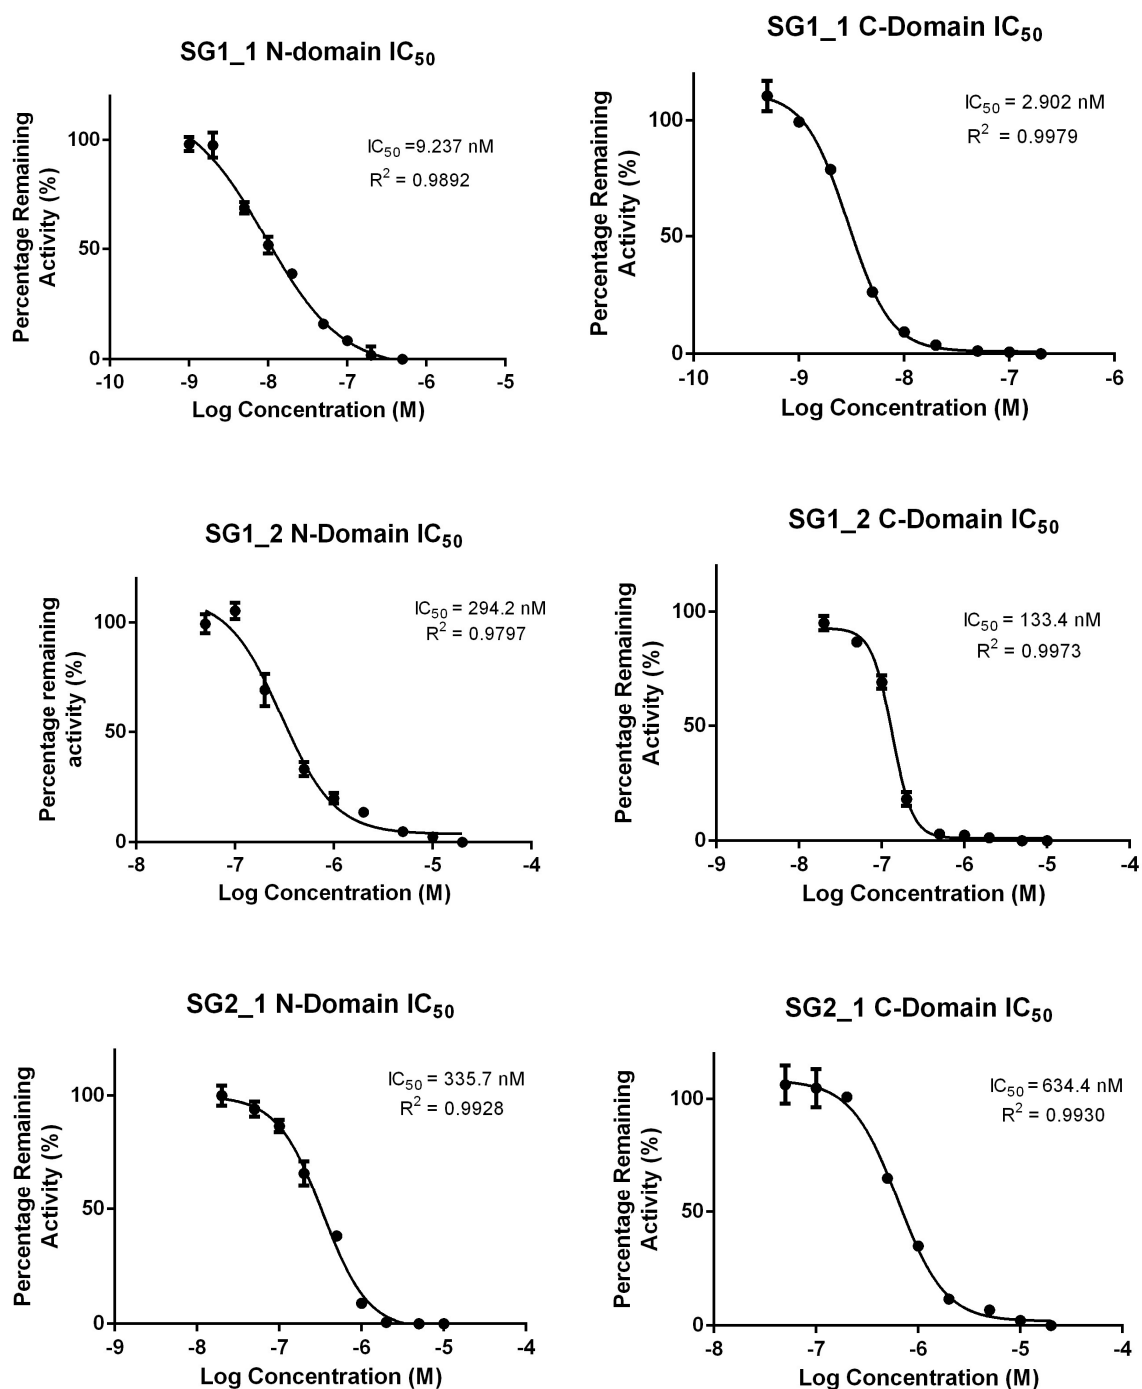 SG1_1 N-domain IC50
Percentage Remaining
Activity (%)
100
50
0
IC50 =9.237 nM
R2 = 0.9892
-10 -9 -8 -7 -6 -5
Log Concentration (M)
SG1_1 C-Domain IC50
Percentage Remaining
Activity (%)
100
50
0
IC50 = 2.902 nM
R2 = 0.9979
-10 -9 -8 -7 -6
Log Concentration (M)
SG1_2 N-Domain IC50
Percentage remaining
activity (%)
100
50
0
IC50 = 294.2 nM
R2 = 0.9797
-8 -7 -6 -5 -4
Log Concentration (M)
SG1_2 C-Domain IC50
Percentage Remaining
Activity (%)
100
50
0
IC50 = 133.4 nM
R2 = 0.9973
-9 -8 -7 -6 -5 -4
Log Concentration (M)
SG2_1 N-Domain IC50
Percentage Remaining
Activity (%)
100
50
0
IC50 = 335.7 nM
R2 = 0.9928
-9 -8 -7 -6 -5 -4
Log Concentration (M)
SG2_1 C-Domain IC50
Percentage Remaining
Activity (%)
100
50
0
IC50 = 634.4 nM
R2 = 0.9930
-8 -7 -6 -5 -4
Log Concentration (M)